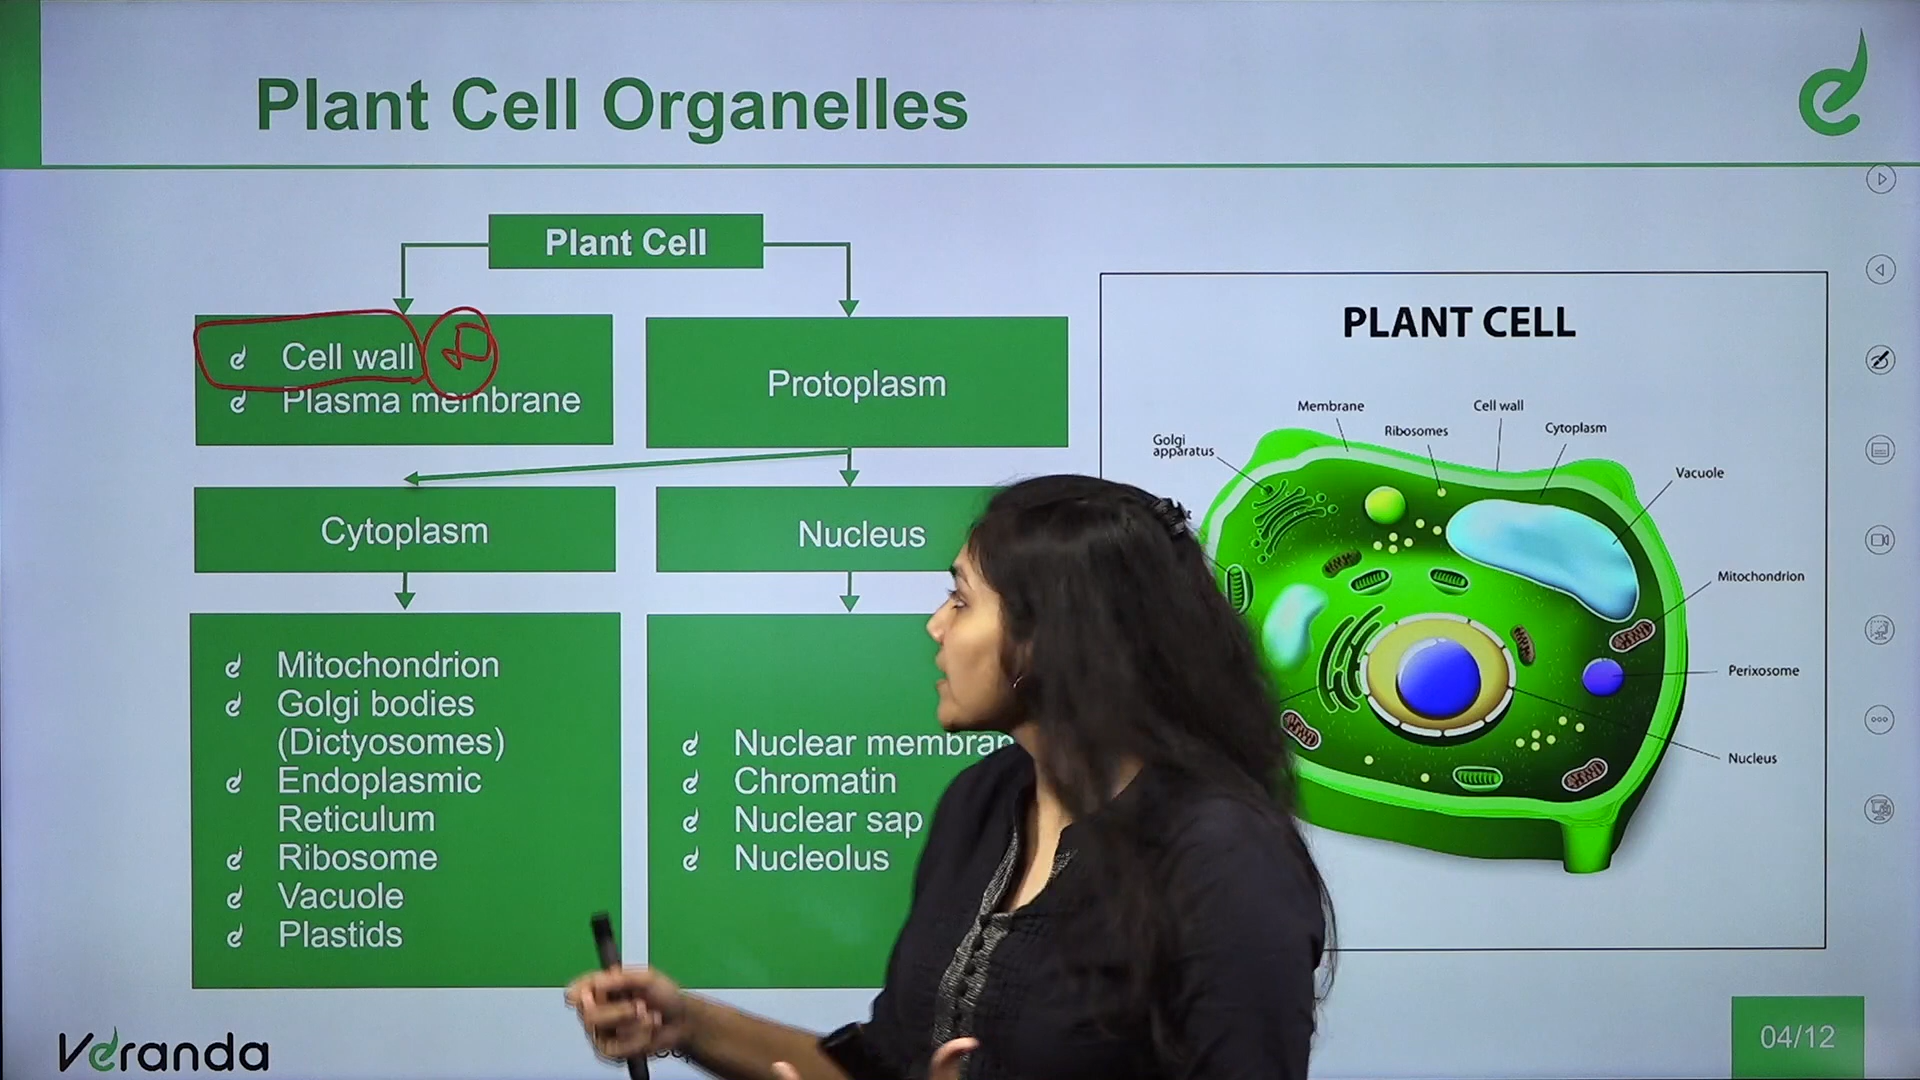 Plant Cell Organelles
Plant Cell
Cell wall
Plasma membrane
Protoplasm
Cytoplasm
Nucleus
Mitochondrion
Golgi bodies
(Dictyosomes)
Endoplasmic
Reticulum
Ribosome
Vacuole
Plastids
Nuclear membran
Chromatin
Nuclear sap
Nucleolus
PLANT CELL
Membrane
Cell wall
Ribosomes
Cytoplasm
Golgi
apparatus
Vacuole
Mitochondrion
Perixosome
Nucleus
Veranda
04/12